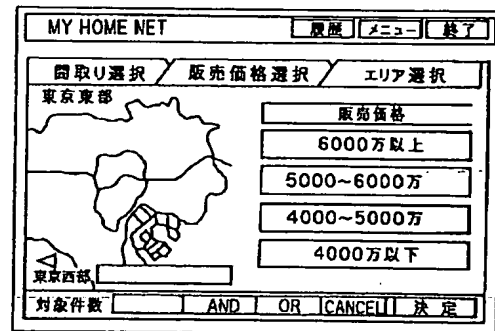 MY HOME NET 履歴 メニュー 終了
間取り選択 販売価格選択 エリア選択
東京東部
販売価格
6000万以上
5000~6000万
4000~5000万
4000万以下
東京西部
対象件数 AND OR CANCEL 決定